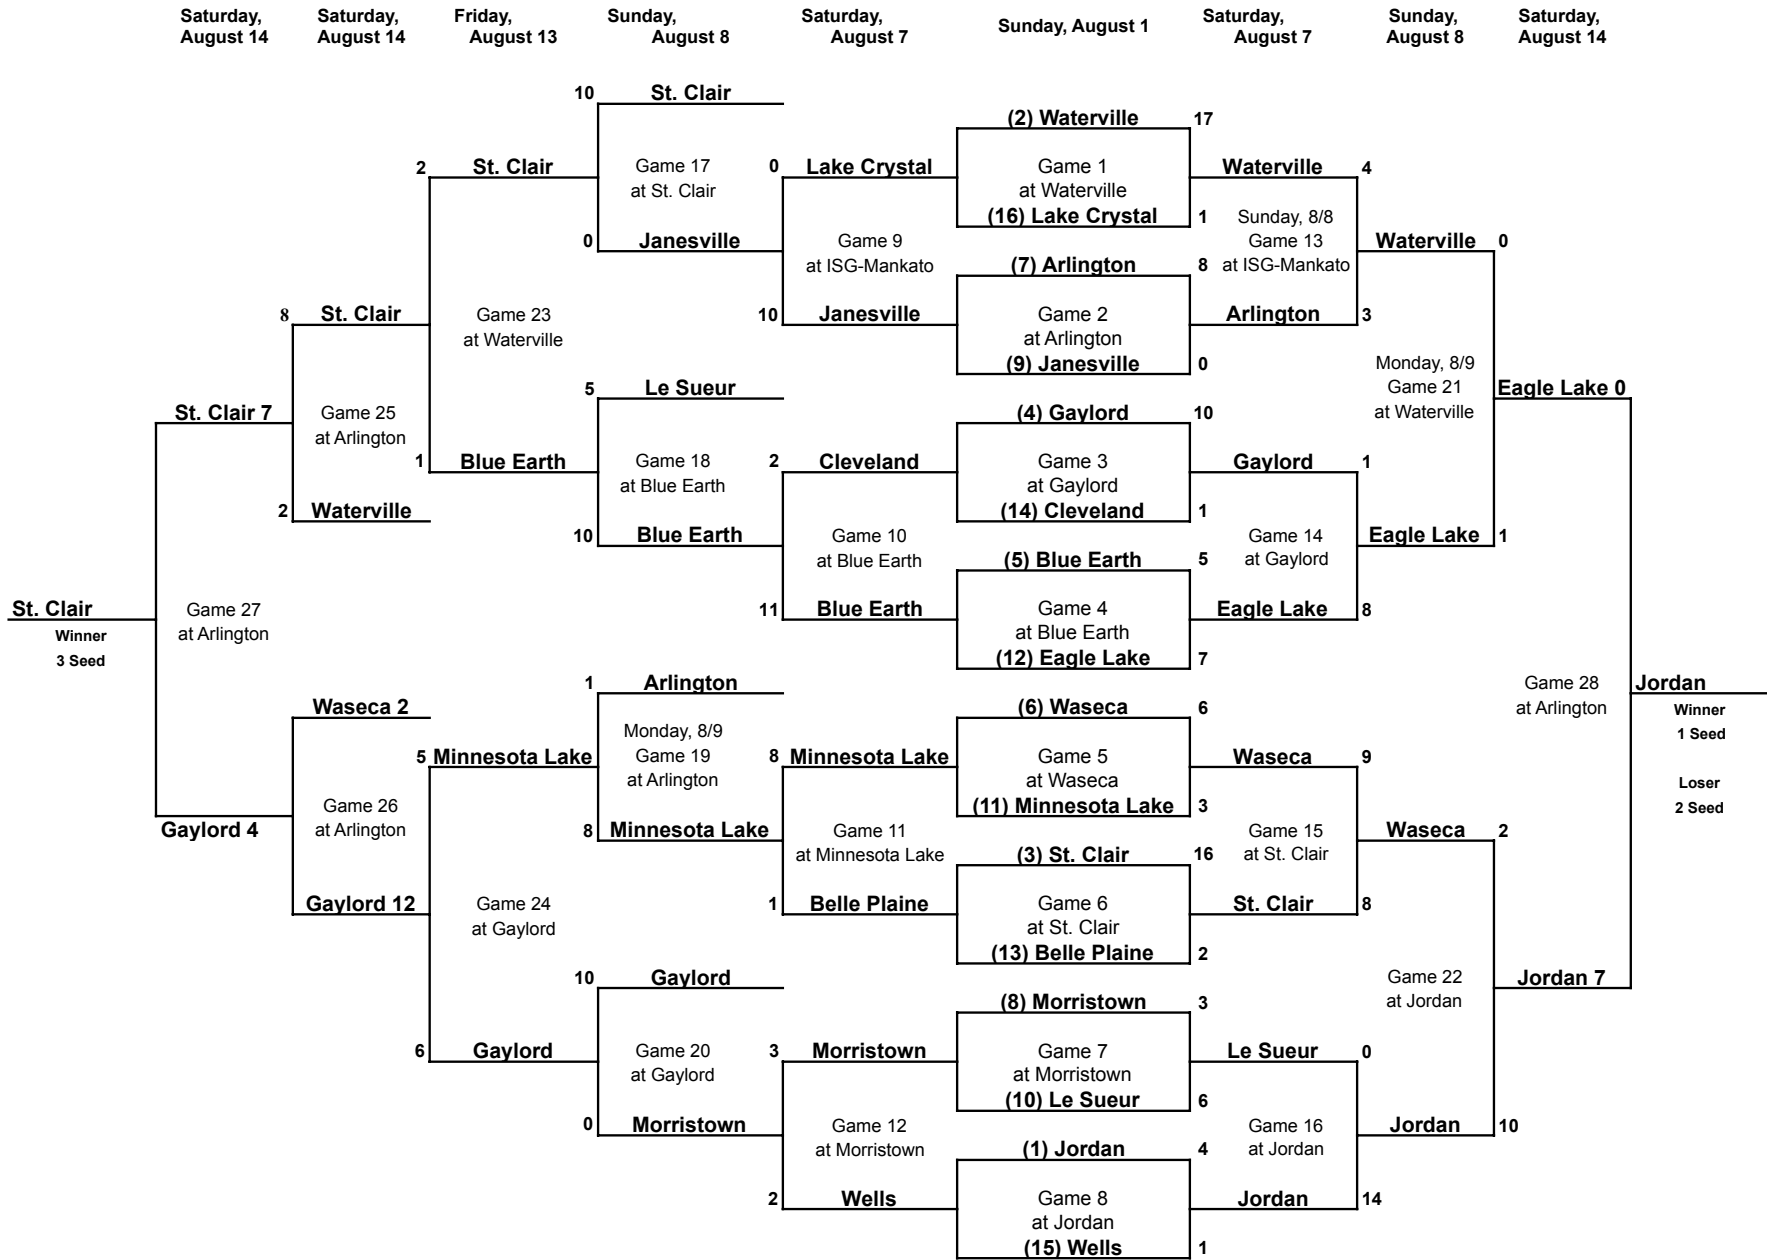 Saturday, August 14
Saturday, August 14
Friday, August 13
Sunday, August 8
Saturday, August 7
Sunday, August 1
Saturday, August 7
Sunday, August 8
Saturday, August 14
10 St. Clair
(2) Waterville 17
2 St. Clair
Game 17
at St. Clair
0 Lake Crystal
Game 1
at Waterville
Waterville 4
(16) Lake Crystal 1
0 Janesville
Game 9
at ISG-Mankato
Sunday, 8/8
Game 13
at ISG-Mankato
Waterville 0
(7) Arlington 8
8 St. Clair
Game 23
at Waterville
10 Janesville
Game 2
at Arlington
Arlington 3
(9) Janesville 0
Monday, 8/9
Game 21
at Waterville
5 Le Sueur
Eagle Lake 0
St. Clair 7
Game 25
at Arlington
(4) Gaylord 10
1 Blue Earth
Game 18
at Blue Earth
2 Cleveland
Game 3
at Gaylord
Gaylord 1
(14) Cleveland 1
2 Waterville
10 Blue Earth
Game 10
at Blue Earth
Game 14
at Gaylord
Eagle Lake 1
(5) Blue Earth 5
St. Clair
Winner
3 Seed
Game 27
at Arlington
11 Blue Earth
Game 4
at Blue Earth
Eagle Lake 8
(12) Eagle Lake 7
1 Arlington
Game 28
at Arlington
Jordan
Winner
1 Seed
Loser
2 Seed
Wasece 2
(6) Waseca 6
5 Minnesota Lake
Monday, 8/9
Game 19
at Arlington
8 Minnesota Lake
Game 5
at Waseca
Waseca 9
(11) Minnesota Lake 3
Gaylord 4
Game 26
at Arlington
8 Minnesota Lake
Game 11
at Minnesota Lake
Game 15
at St. Clair
Waseca 2
(3) St. Clair 16
Gaylord 12
Game 24
at Gaylord
1 Belle Plaine
Game 6
at St. Clair
St. Clair 8
(13) Belle Plaine 2
10 Gaylord
Game 22
at Jordan
Jordan 7
(8) Morristown 3
6 Gaylord
Game 20
at Gaylord
3 Morristown
Game 7
at Morristown
Le Sueur 0
(10) Le Sueur 6
0 Morristown
Game 12
at Morristown
Game 16
at Jordan
Jordan 10
(1) Jordan 4
2 Wells
Game 8
at Jordan
Jordan 14
(15) Wells 1